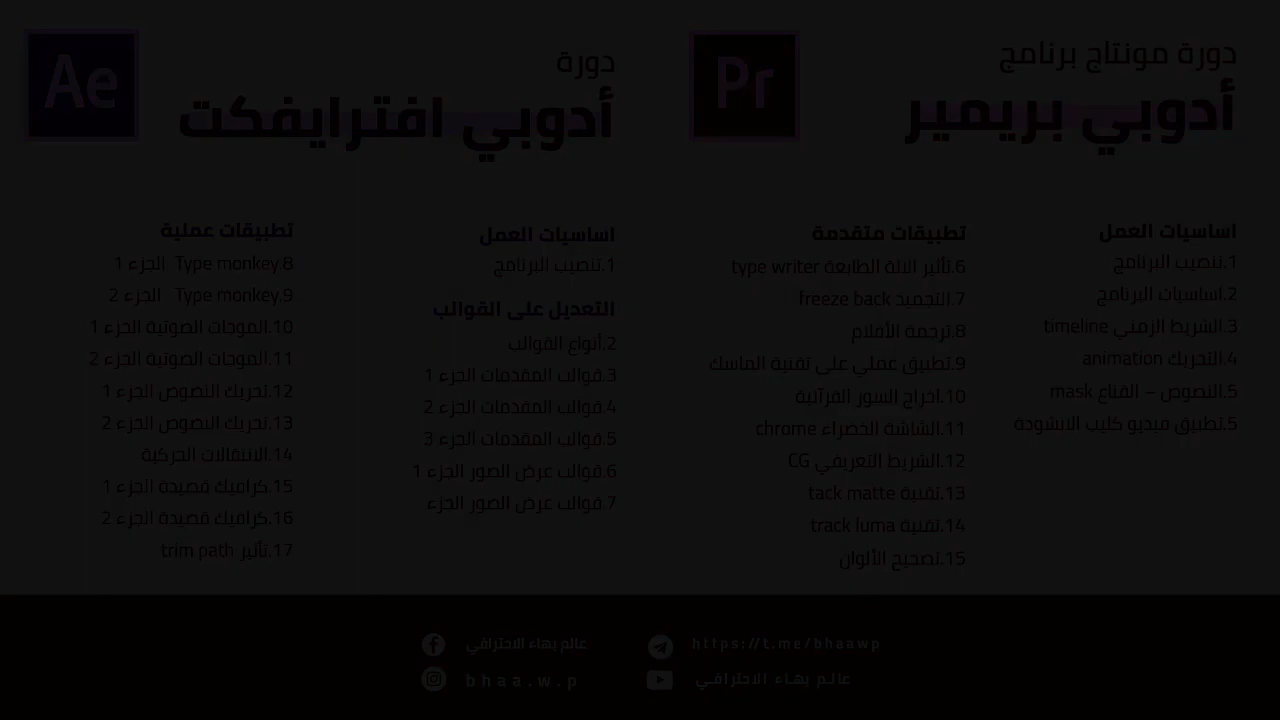 دورة مونتاج برنامج
أدوبي بريمير
Pr
اساسيات العمل
1.تنصيب البرنامج
2.اساسيات البرنامج
3.الشريط الزمني timeline
4.التحريك animation
5.النصوص – القناع mask
5.تطبيق فيديو كليب الانشودة
تطبيقات متقدمة
6.تأثير الالة الطابعة type writer
7.التجميد freeze back
8.ترجمة الأفلام
9.تطبيق عملي على تقنية الماسك
10.اخراج السور القرآنية
11.الشاشة الخضراء chrome
12.الشريط التعريفي CG
13.تقنية tack matte
14.تقنية track luma
15.تصحيح الألوان
دورة
أدوبي افترايفكت
Ae
اساسيات العمل
1.تنصيب البرنامج
التعديل على القوالب
2.أنواع القوالب
3.قوالب المقدمات الجزء 1
4.قوالب المقدمات الجزء 2
5.قوالب المقدمات الجزء 3
6.قوالب عرض الصور الجزء 1
7.قوالب عرض الصور الجزء
تطبيقات عملية
8.Type monkey الجزء 1
9.Type monkey الجزء 2
10.الموجات الصوتية الجزء 1
11.الموجات الصوتية الجزء 2
12.تحريك النصوص الجزء 1
13.تحريك النصوص الجزء 2
14.الانتقالات الحركية
15.كرافيك قصيدة الجزء 1
16.كرافيك قصيدة الجزء 2
17.تأثير trim path
https://t.me/bhaawp
عالم بهاء الاحترافي
عالم بهاء الاحترافي
bhaa.w.p